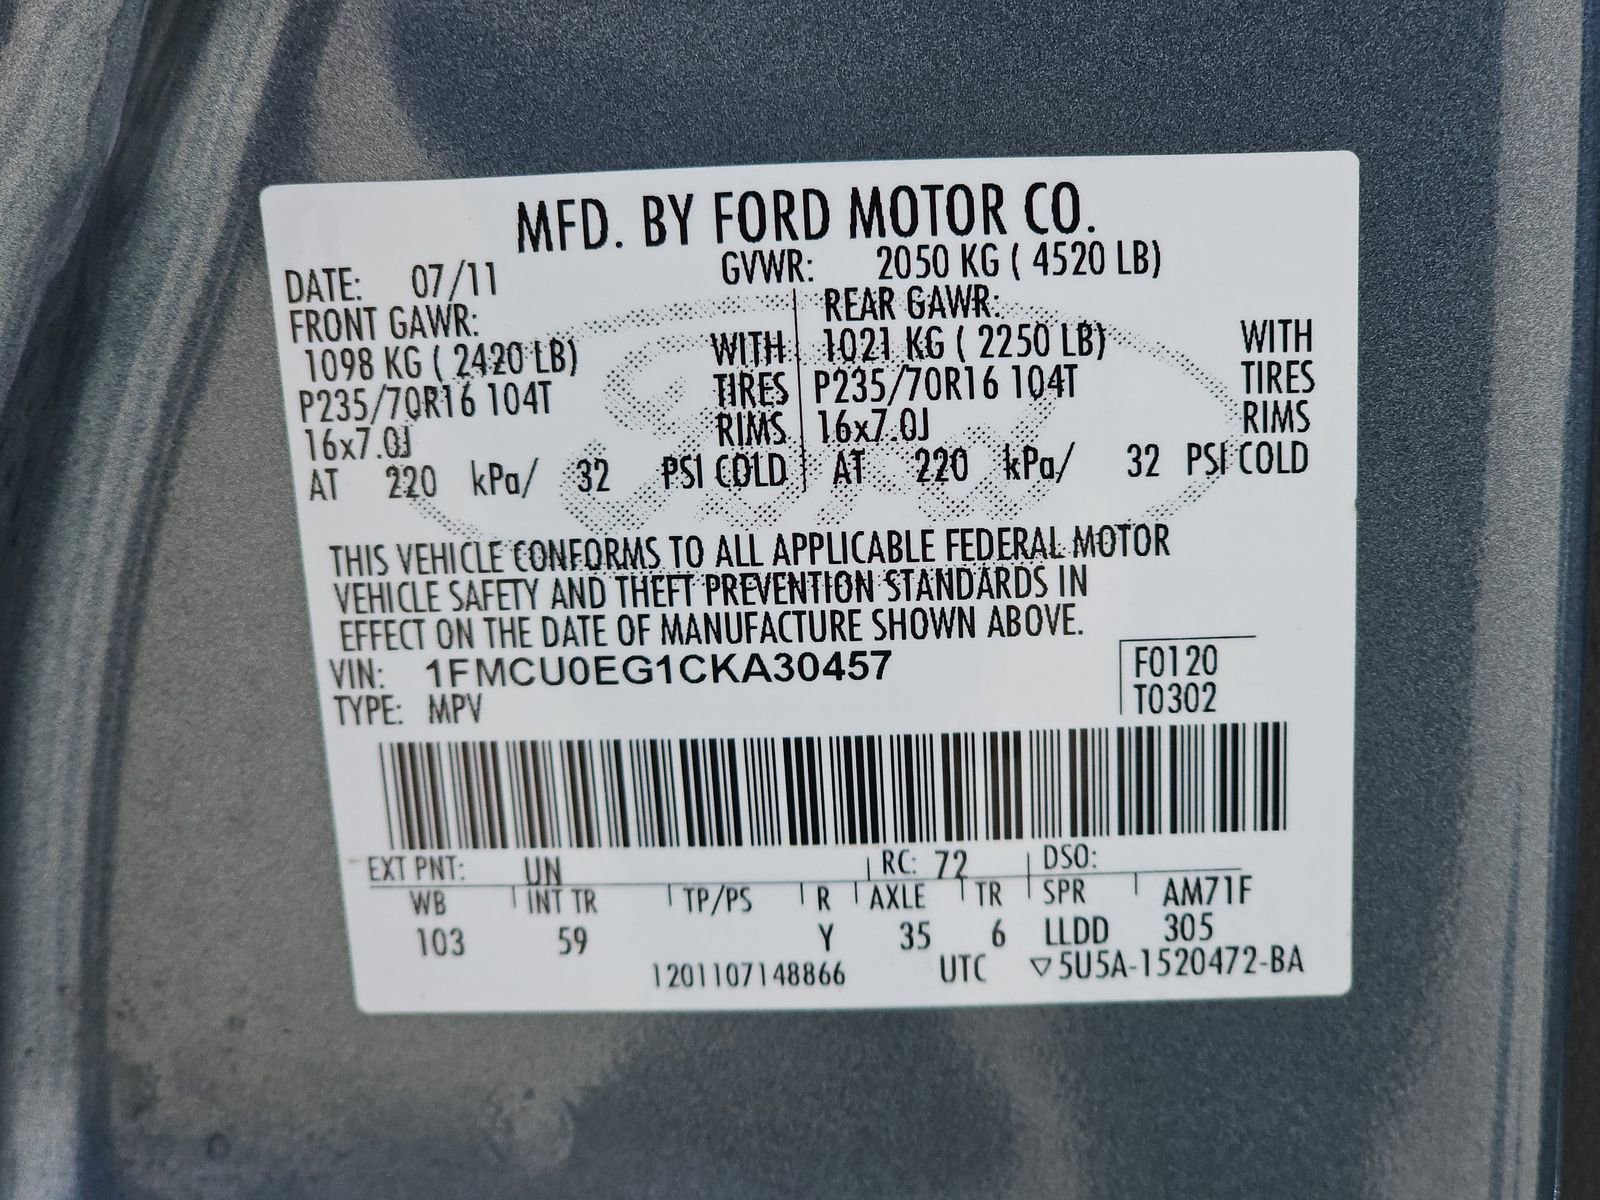 MFD. BY FORD MOTOR CO.
DATE: 07/11 GVWR: 2050 KG ( 4520 LB)
FRONT GAWR: REAR GAWR:
1098 KG ( 2420 LB) WITH 1021 KG ( 2250 LB) WITH
P235/70R16 104T TIRES P235/70R16 104T TIRES
16x7.0J RIMS 16x7.0J RIMS
AT 220 kPa/ 32 PSI COLD AT 220 kPa/ 32 PSI COLD
THIS VEHICLE CONFORMS TO ALL APPLICABLE FEDERAL MOTOR
VEHICLE SAFETY AND THEFT PREVENTION STANDARDS IN
EFFECT ON THE DATE OF MANUFACTURE SHOWN ABOVE.
VIN: 1FMCU0EG1CKA30457 F0120
TYPE: MPV T0302
EXT PNT: UN RC: 72 DSO:
WB INT TR TP/PS R AXLE TR SPR AM71F
103 59 Y 35 6 LLDD 305
1201107148866 UTC ▽5U5A-1520472-BA